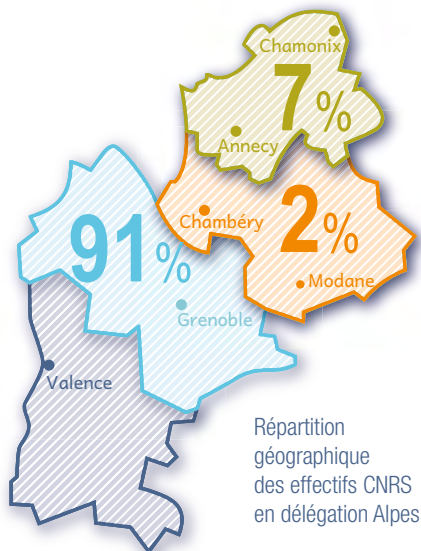 Chamonix
7%
Annecy
Chambéry
2%
91%
Modane
Grenoble
Valence
Répartition
géographique
des effectifs CNRS
en délégation Alpes